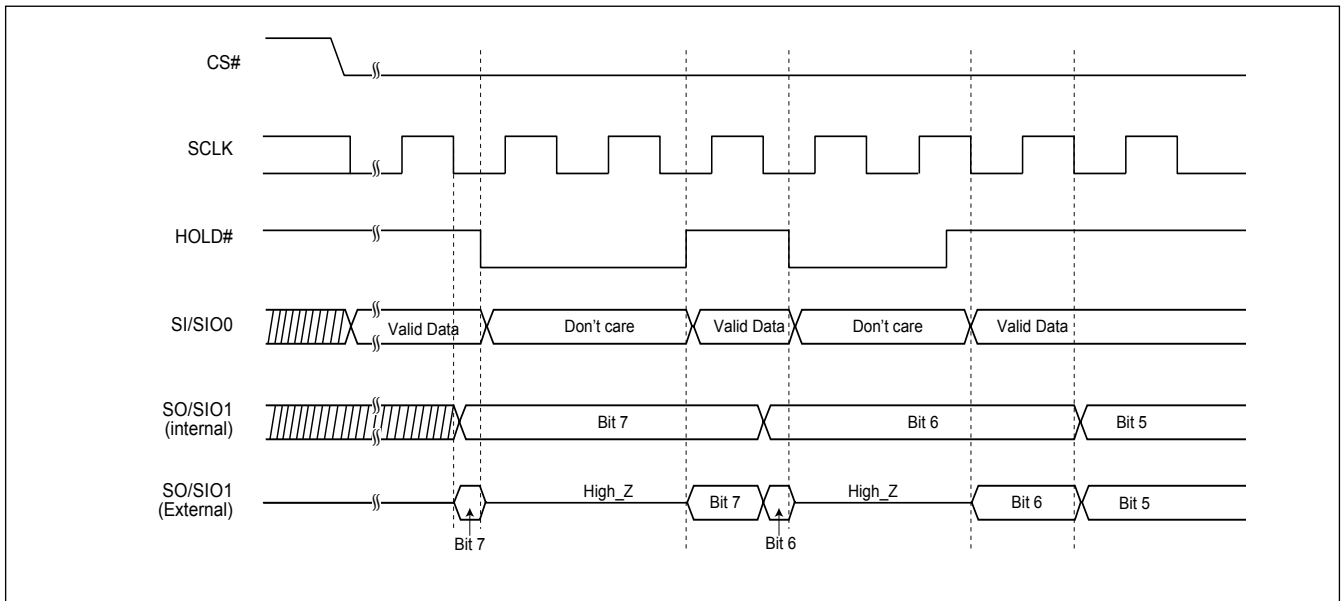 CS#
SCLK
HOLD#
SI/SIO0
Valid Data
Don't care
Valid Data
Don't care
Valid Data
SO/SIO1
(internal)
Bit 7
Bit 6
Bit 5
SO/SIO1
(External)
High_Z
Bit 7
High_Z
Bit 6
Bit 5
Bit 7
Bit 6